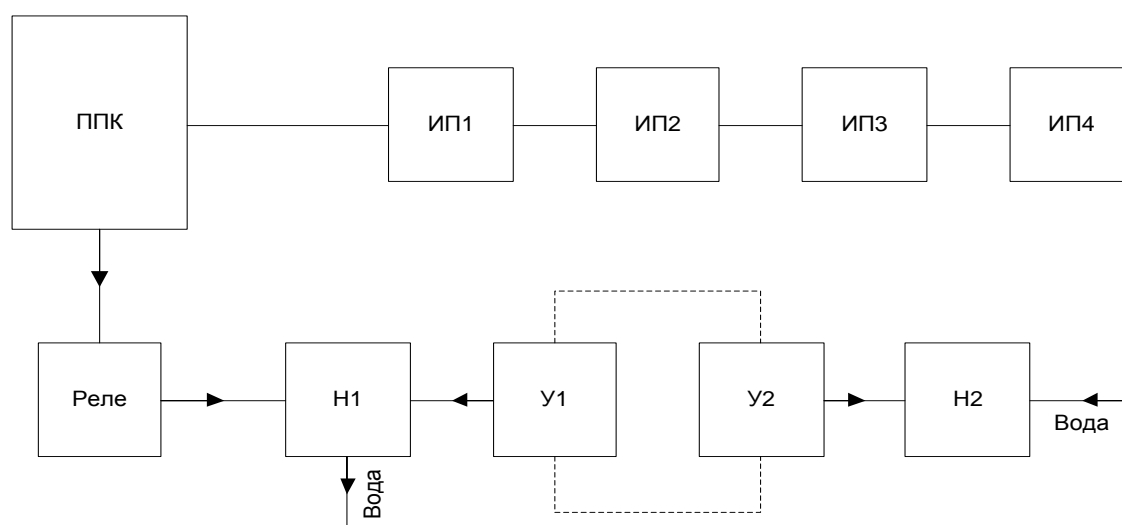 ППК
ИП1
ИП2
ИП3
ИП4
Реле
Н1
У1
У2
Н2
Вода
Вода